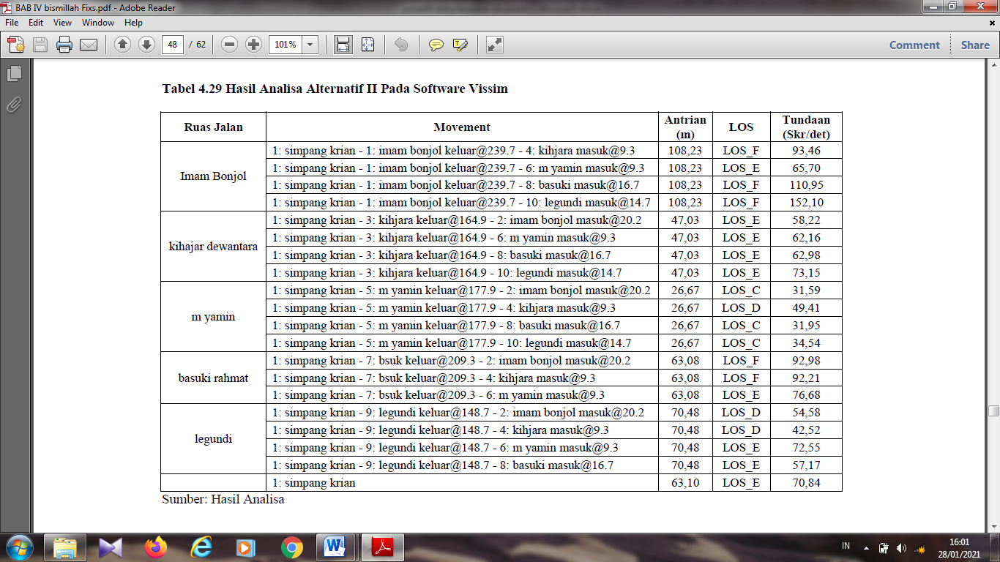 BAB IV bismillah Fixs.pdf - Adobe Reader
File Edit View Window Help
48 / 62 101% Comment Share
Tabel 4.29 Hasil Analisa Alternatif II Pada Software Vissim
Ruas Jalan Movement Antrian (m) LOS Tundaan (Skr/det)
Imam Bonjol
1: simpang krian - 1: imam bonjol keluar@239.7 - 4: kihjara masuk@9.3 108,23 LOS_F 93,46
1: simpang krian - 1: imam bonjol keluar@239.7 - 6: m yamin masuk@9.3 108,23 LOS_E 65,70
1: simpang krian - 1: imam bonjol keluar@239.7 - 8: basuki masuk@16.7 108,23 LOS_F 110,95
1: simpang krian - 1: imam bonjol keluar@239.7 - 10: legundi masuk@14.7 108,23 LOS_F 152,10
kihajar dewantara
1: simpang krian - 3: kihjara keluar@164.9 - 2: imam bonjol masuk@20.2 47,03 LOS_E 58,22
1: simpang krian - 3: kihjara keluar@164.9 - 6: m yamin masuk@9.3 47,03 LOS_E 62,16
1: simpang krian - 3: kihjara keluar@164.9 - 8: basuki masuk@16.7 47,03 LOS_E 62,98
1: simpang krian - 3: kihjara keluar@164.9 - 10: legundi masuk@14.7 47,03 LOS_E 73,15
m yamin
1: simpang krian - 5: m yamin keluar@177.9 - 2: imam bonjol masuk@20.2 26,67 LOS_C 31,59
1: simpang krian - 5: m yamin keluar@177.9 - 4: kihjara masuk@9.3 26,67 LOS_D 49,41
1: simpang krian - 5: m yamin keluar@177.9 - 8: basuki masuk@16.7 26,67 LOS_C 31,95
1: simpang krian - 5: m yamin keluar@177.9 - 10: legundi masuk@14.7 26,67 LOS_C 34,54
basuki rahmat
1: simpang krian - 7: bsuk keluar@209.3 - 2: imam bonjol masuk@20.2 63,08 LOS_F 92,98
1: simpang krian - 7: bsuk keluar@209.3 - 4: kihjara masuk@9.3 63,08 LOS_F 92,21
1: simpang krian - 7: bsuk keluar@209.3 - 6: m yamin masuk@9.3 63,08 LOS_E 76,68
legundi
1: simpang krian - 9: legundi keluar@148.7 - 2: imam bonjol masuk@20.2 70,48 LOS_D 54,58
1: simpang krian - 9: legundi keluar@148.7 - 4: kihjara masuk@9.3 70,48 LOS_D 42,52
1: simpang krian - 9: legundi keluar@148.7 - 6: m yamin masuk@9.3 70,48 LOS_E 72,55
1: simpang krian - 9: legundi keluar@148.7 - 8: basuki masuk@16.7 70,48 LOS_E 57,17
1: simpang krian 63,10 LOS_E 70,84
Sumber: Hasil Analisa
IN 16:01
28/01/2021